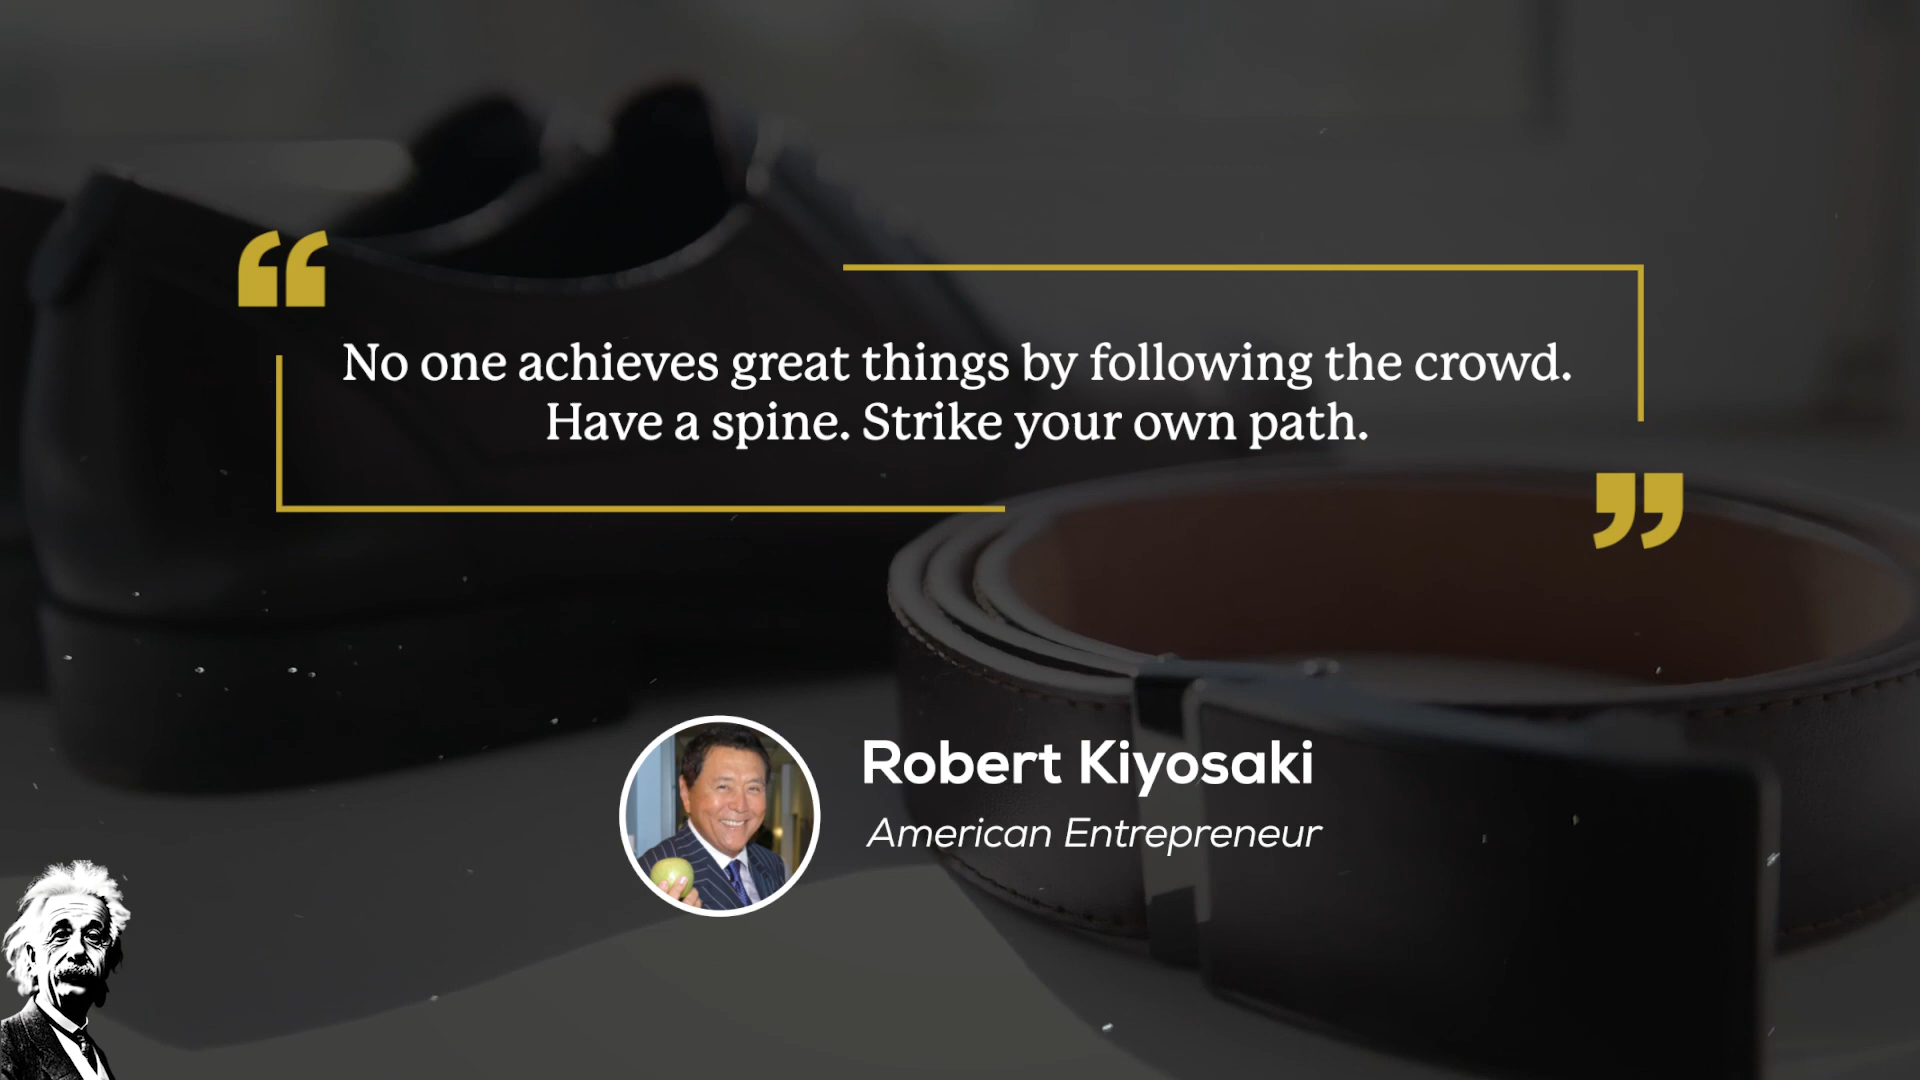 “
No one achieves great things by following the crowd.
Have a spine. Strike your own path.
”
Robert Kiyosaki
American Entrepreneur